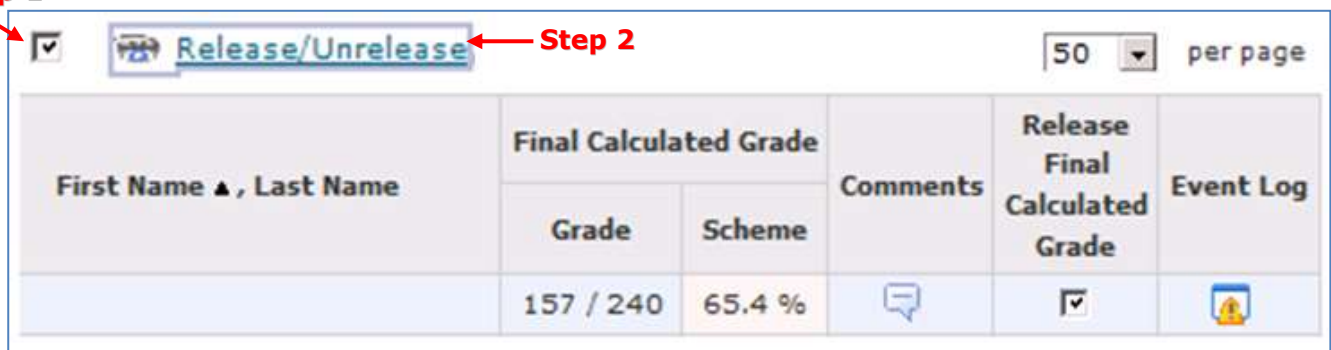 Release/Unrelease Step 2 50 per page
First Name ▲ , Last Name
Final Calculated Grade
Grade Scheme
Comments
Release
Final
Calculated
Grade
Event Log
157 / 240 65.4 %